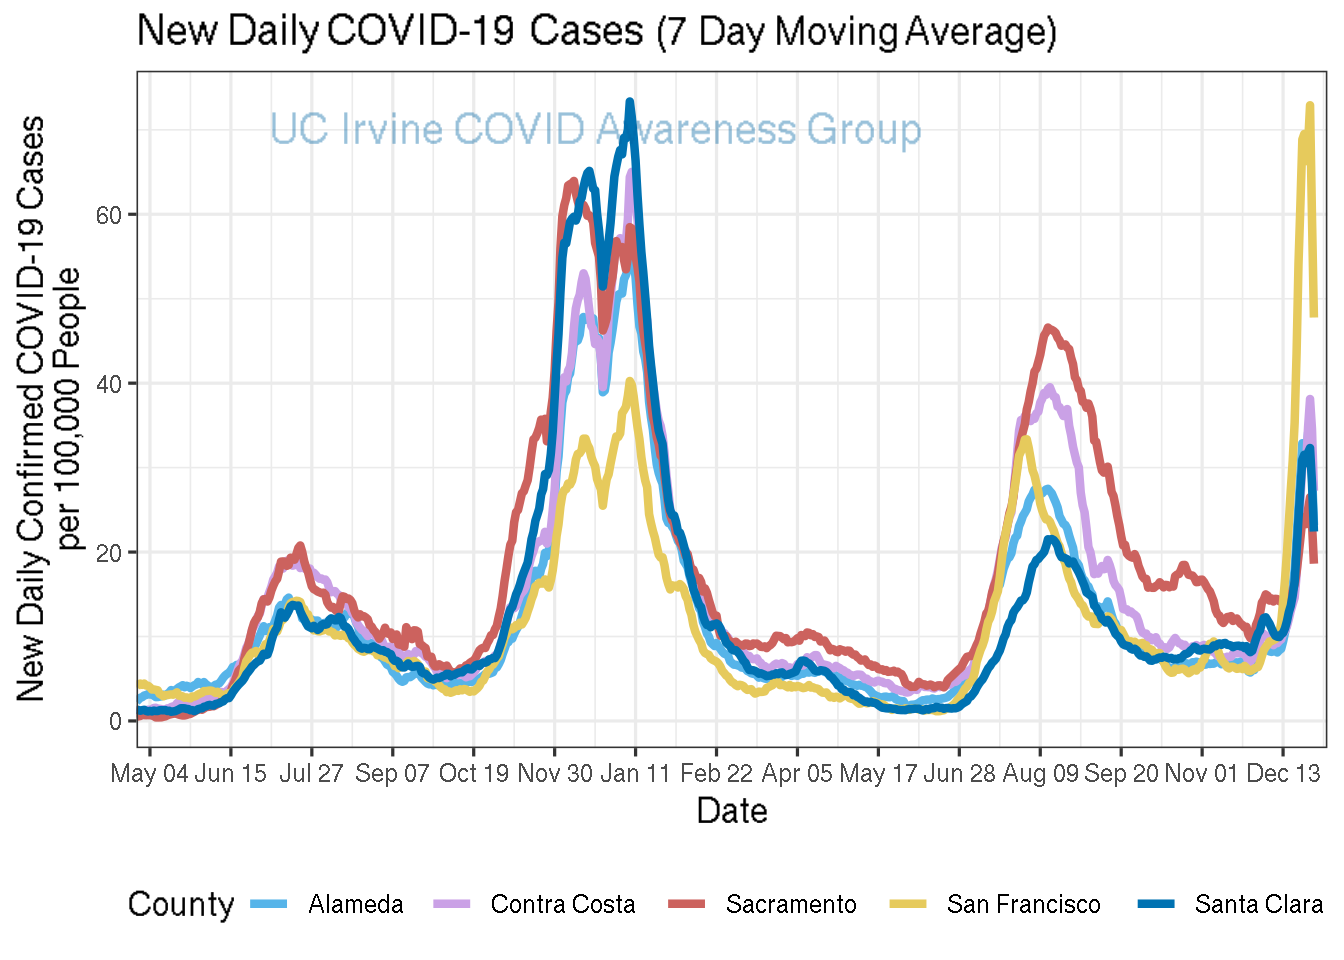 New Daily COVID-19 Cases (7 Day Moving Average)
UC Irvine COVID Awareness Group
New Daily Confirmed COVID-19 Cases
per 100,000 People
60
40
20
0
May 04 Jun 15 Jul 27 Sep 07 Oct 19 Nov 30 Jan 11 Feb 22 Apr 05 May 17 Jun 28 Aug 09 Sep 20 Nov 01 Dec 13
Date
County Alameda Contra Costa Sacramento San Francisco Santa Clara